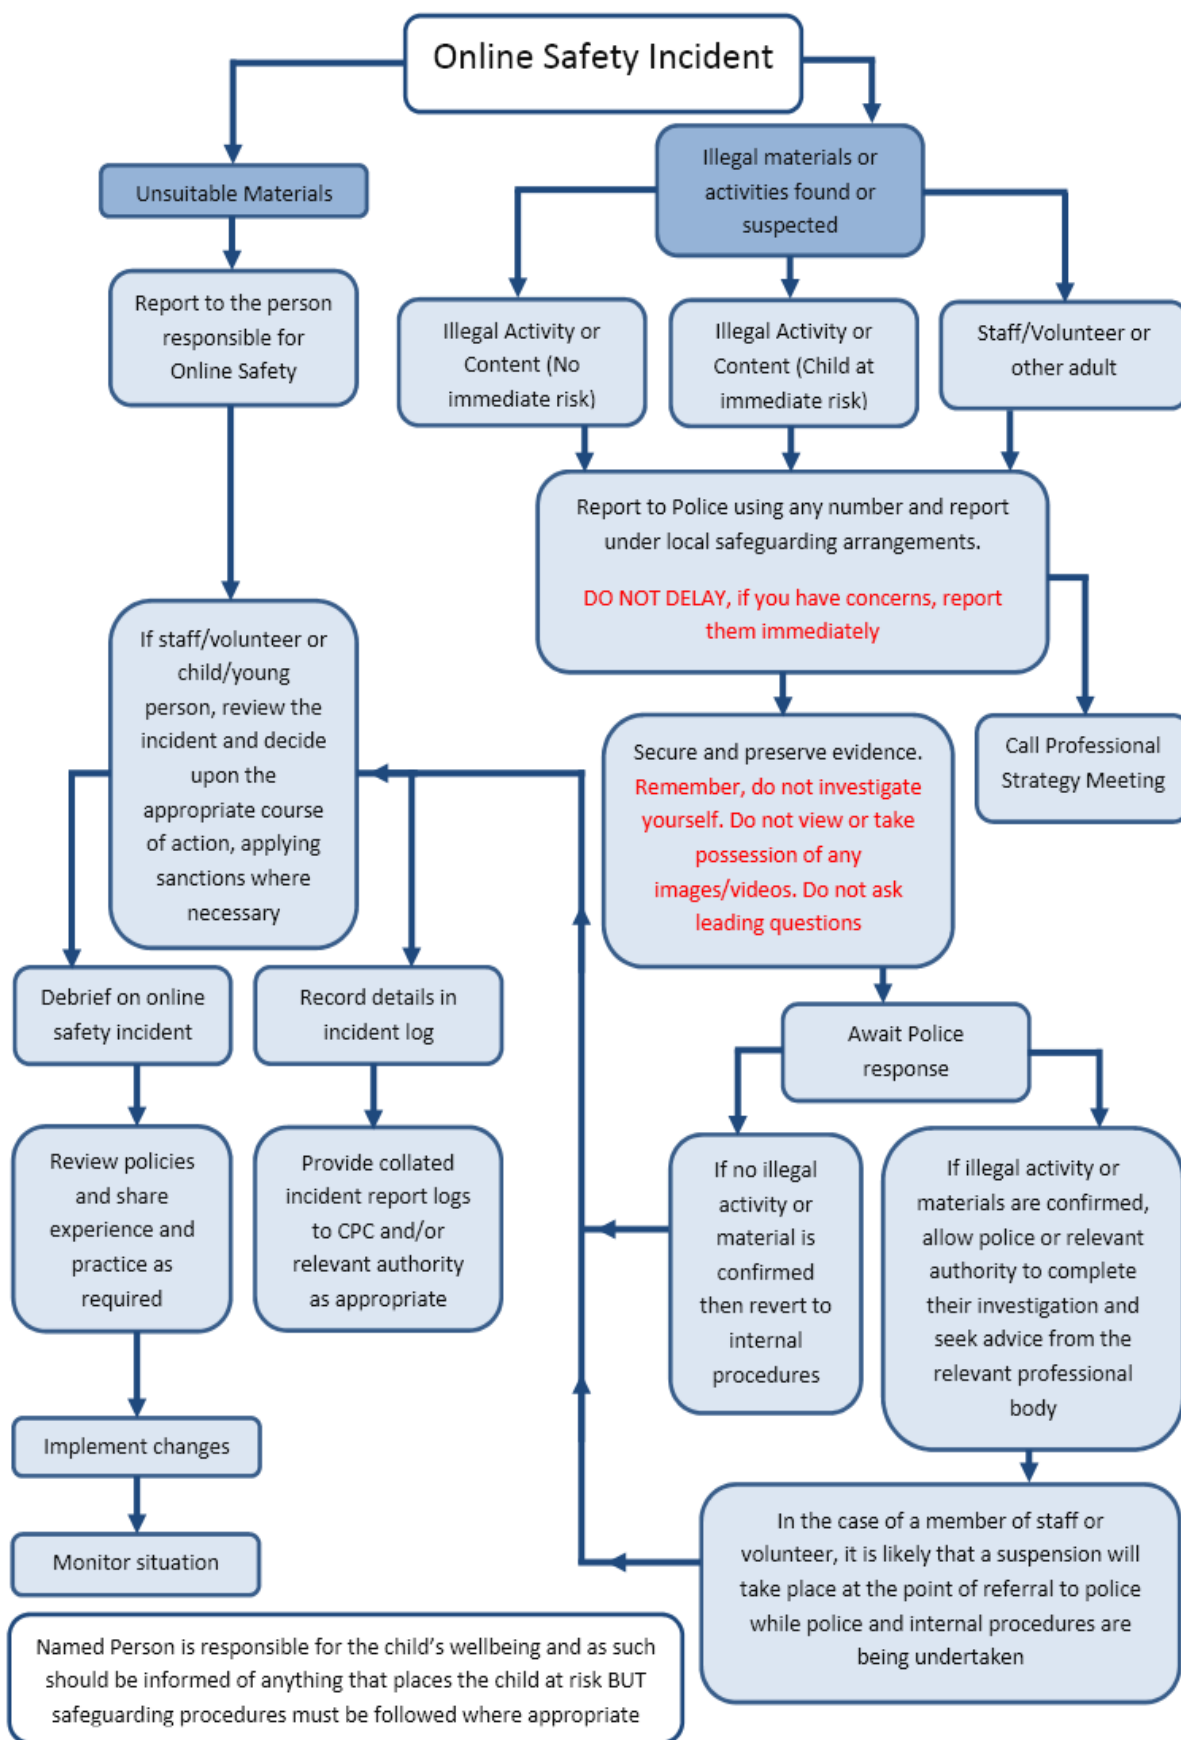 Online Safety Incident
Unsuitable Materials
Illegal materials or
activities found or
suspected
Report to the person
responsible for
Online Safety
Illegal Activity or
Content (No
immediate risk)
Illegal Activity or
Content (Child at
immediate risk)
Staff/Volunteer or
other adult
Report to Police using any number and report
under local safeguarding arrangements.
DO NOT DELAY, if you have concerns, report
them immediately
If staff/volunteer or
child/young
person, review the
incident and decide
upon the
appropriate course
of action, applying
sanctions where
necessary
Secure and preserve evidence.
Remember, do not investigate
yourself. Do not view or take
possession of any
images/videos. Do not ask
leading questions
Call Professional
Strategy Meeting
Debrief on online
safety incident
Record details in
incident log
Await Police
response
Review policies
and share
experience and
practice as
required
Provide collated
incident report logs
to CPC and/or
relevant authority
as appropriate
If no illegal
activity or
material is
confirmed
then revert to
internal
procedures
If illegal activity or
materials are confirmed,
allow police or relevant
authority to complete
their investigation and
seek advice from the
relevant professional
body
Implement changes
Monitor situation
In the case of a member of staff or
volunteer, it is likely that a suspension will
take place at the point of referral to police
while police and internal procedures are
being undertaken
Named Person is responsible for the child’s wellbeing and as such
should be informed of anything that places the child at risk BUT
safeguarding procedures must be followed where appropriate